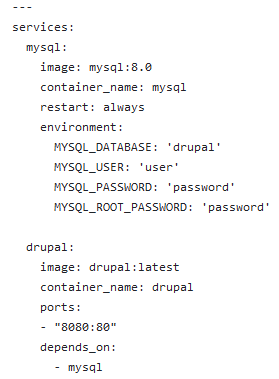 ---
services:
  mysql:
    image: mysql:8.0
    container_name: mysql
    restart: always
    environment:
      MYSQL_DATABASE: 'drupal'
      MYSQL_USER: 'user'
      MYSQL_PASSWORD: 'password'
      MYSQL_ROOT_PASSWORD: 'password'

  drupal:
    image: drupal:latest
    container_name: drupal
    ports:
    - "8080:80"
    depends_on:
      - mysql